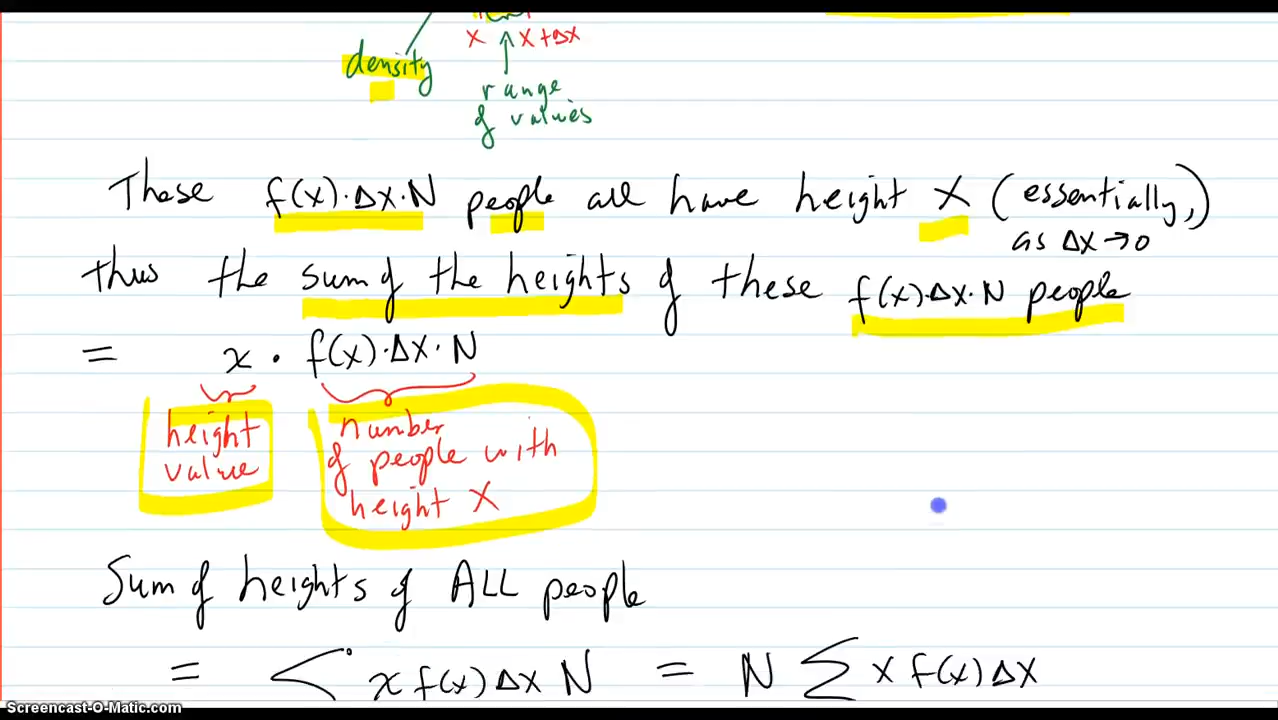 x x+Δx
density
range
of values
These f(x)·Δx·N people all have height x (essentially,)
as Δx→0
thus the sum of the heights of these f(x)·Δx·N people
= x · f(x)·Δx·N
height
value
number
of people with
height x
Sum of heights of ALL people
= Σ x f(x) Δx N = N Σ x f(x) Δx
Screencast-O-Matic.com